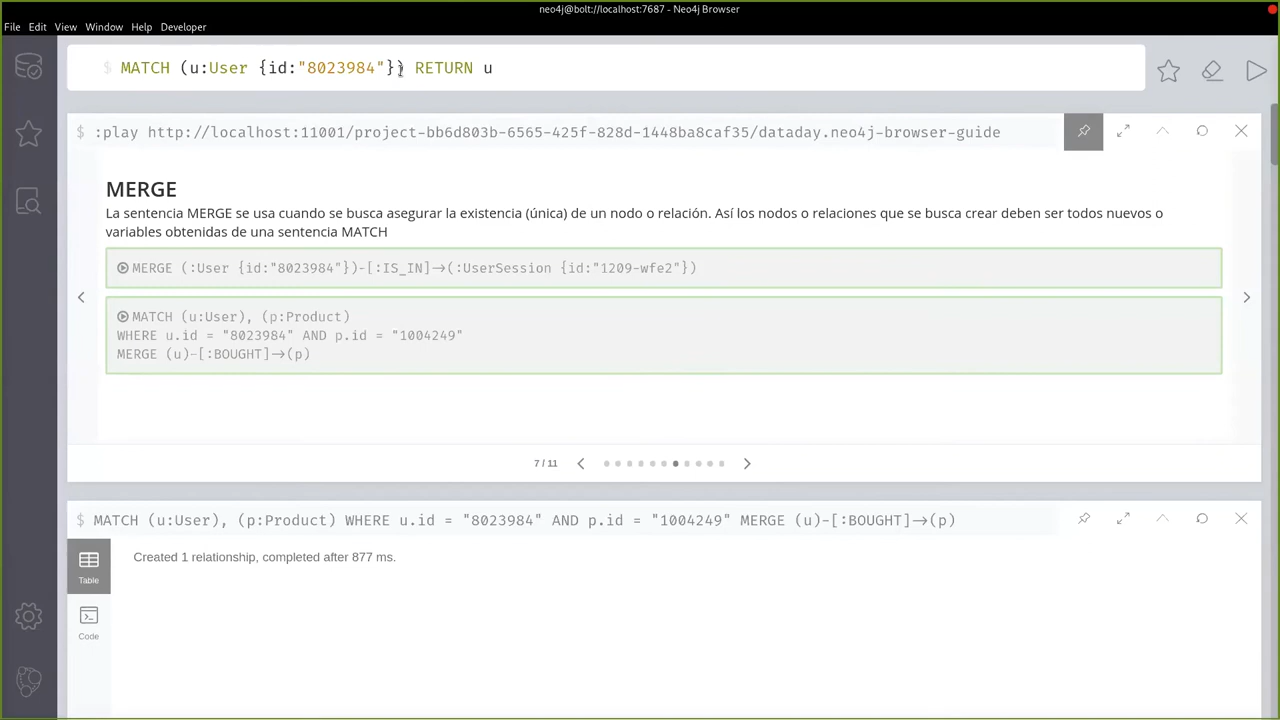 neo4j@bolt://localhost:7687 - Neo4j Browser
File Edit View Window Help Developer
$ MATCH (u:User {id:"8023984"}) RETURN u
$ :play http://localhost:11001/project-bb6d803b-6565-425f-828d-1448ba8caf35/dataday.neo4j-browser-guide
MERGE
La sentencia MERGE se usa cuando se busca asegurar la existencia (única) de un nodo o relación. Así los nodos o relaciones que se busca crear deben ser todos nuevos o
variables obtenidas de una sentencia MATCH
MERGE (:User {id:"8023984"})-[:IS_IN]->(:UserSession {id:"1209-wfe2"})
MATCH (u:User), (p:Product)
WHERE u.id = "8023984" AND p.id = "1004249"
MERGE (u)-[:BOUGHT]->(p)
7 / 11
$ MATCH (u:User), (p:Product) WHERE u.id = "8023984" AND p.id = "1004249" MERGE (u)-[:BOUGHT]->(p)
Created 1 relationship, completed after 877 ms.
Table
Code